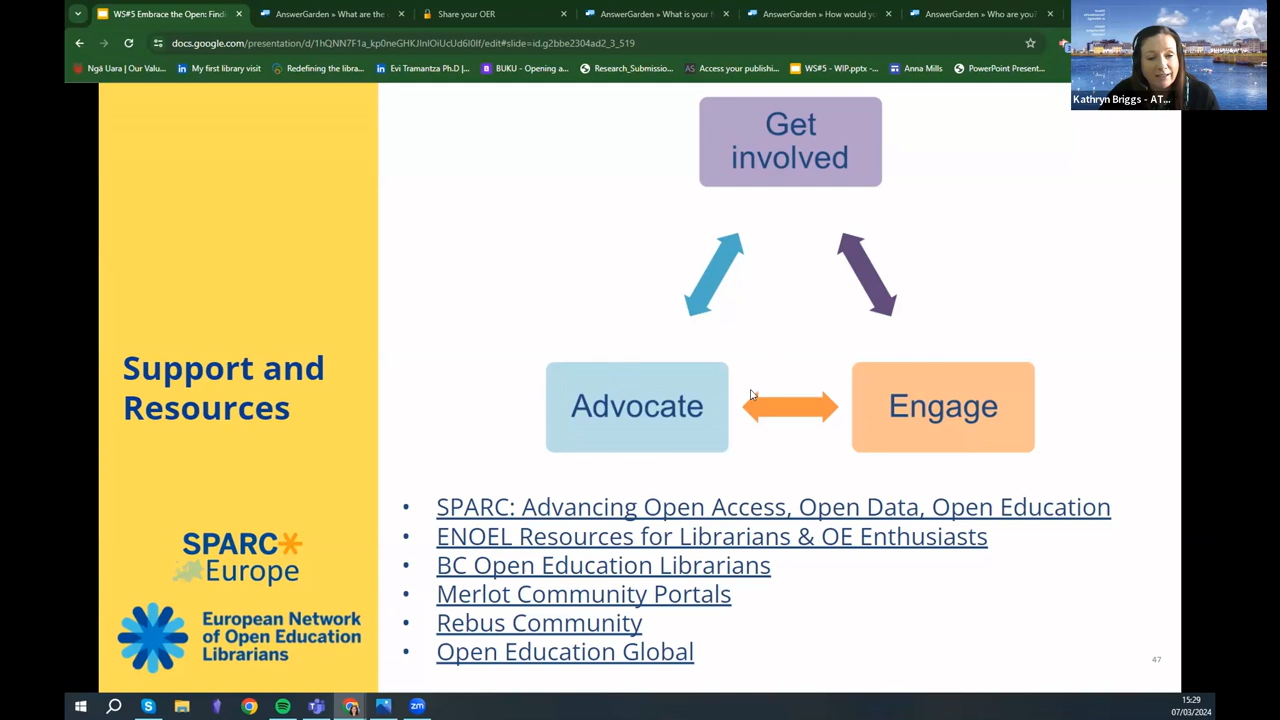 WS#5 Embrace the Open: Findi
AnswerGarden » What are the
Share your OER
AnswerGarden » What is your
AnswerGarden » How would yo
AnswerGarden » Who are you?
docs.google.com/presentation/d/1hQNN7F1a_kp0neGHKJInIOiUcUd6I0lf/edit#slide=id.g2bbe2304ad2_3_519
Ngā Uara | Our Valu...
My first library visit
Redefining the libra...
Evi Tramantza Ph.D |...
BUKU - Opening a...
Research_Submissio...
Access your publishi...
WS#5 - WIP.pptx -...
Anna Mills
PowerPoint Present...
Kathryn Briggs - AT...
Get
involved
Advocate
Engage
Support and
Resources
SPARC
Europe
European Network
of Open Education
Librarians
• SPARC: Advancing Open Access, Open Data, Open Education
• ENOEL Resources for Librarians & OE Enthusiasts
• BC Open Education Librarians
• Merlot Community Portals
• Rebus Community
• Open Education Global
47
zm
15:29
07/03/2024